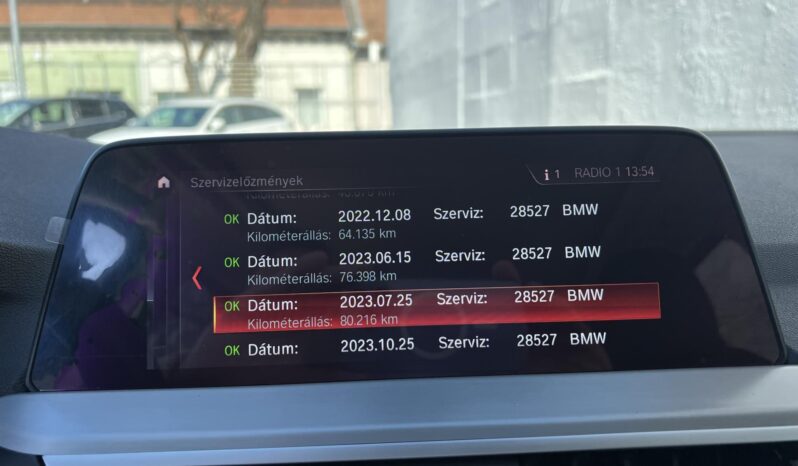 Szervizelőzmények
i 1 RADIO 1 13:54
OK Dátum: 2022.12.08 Szerviz: 28527 BMW
Kilométerállás: 64.135 km
OK Dátum: 2023.06.15 Szerviz: 28527 BMW
Kilométerállás: 76.398 km
OK Dátum: 2023.07.25 Szerviz: 28527 BMW
Kilométerállás: 80.216 km
OK Dátum: 2023.10.25 Szerviz: 28527 BMW